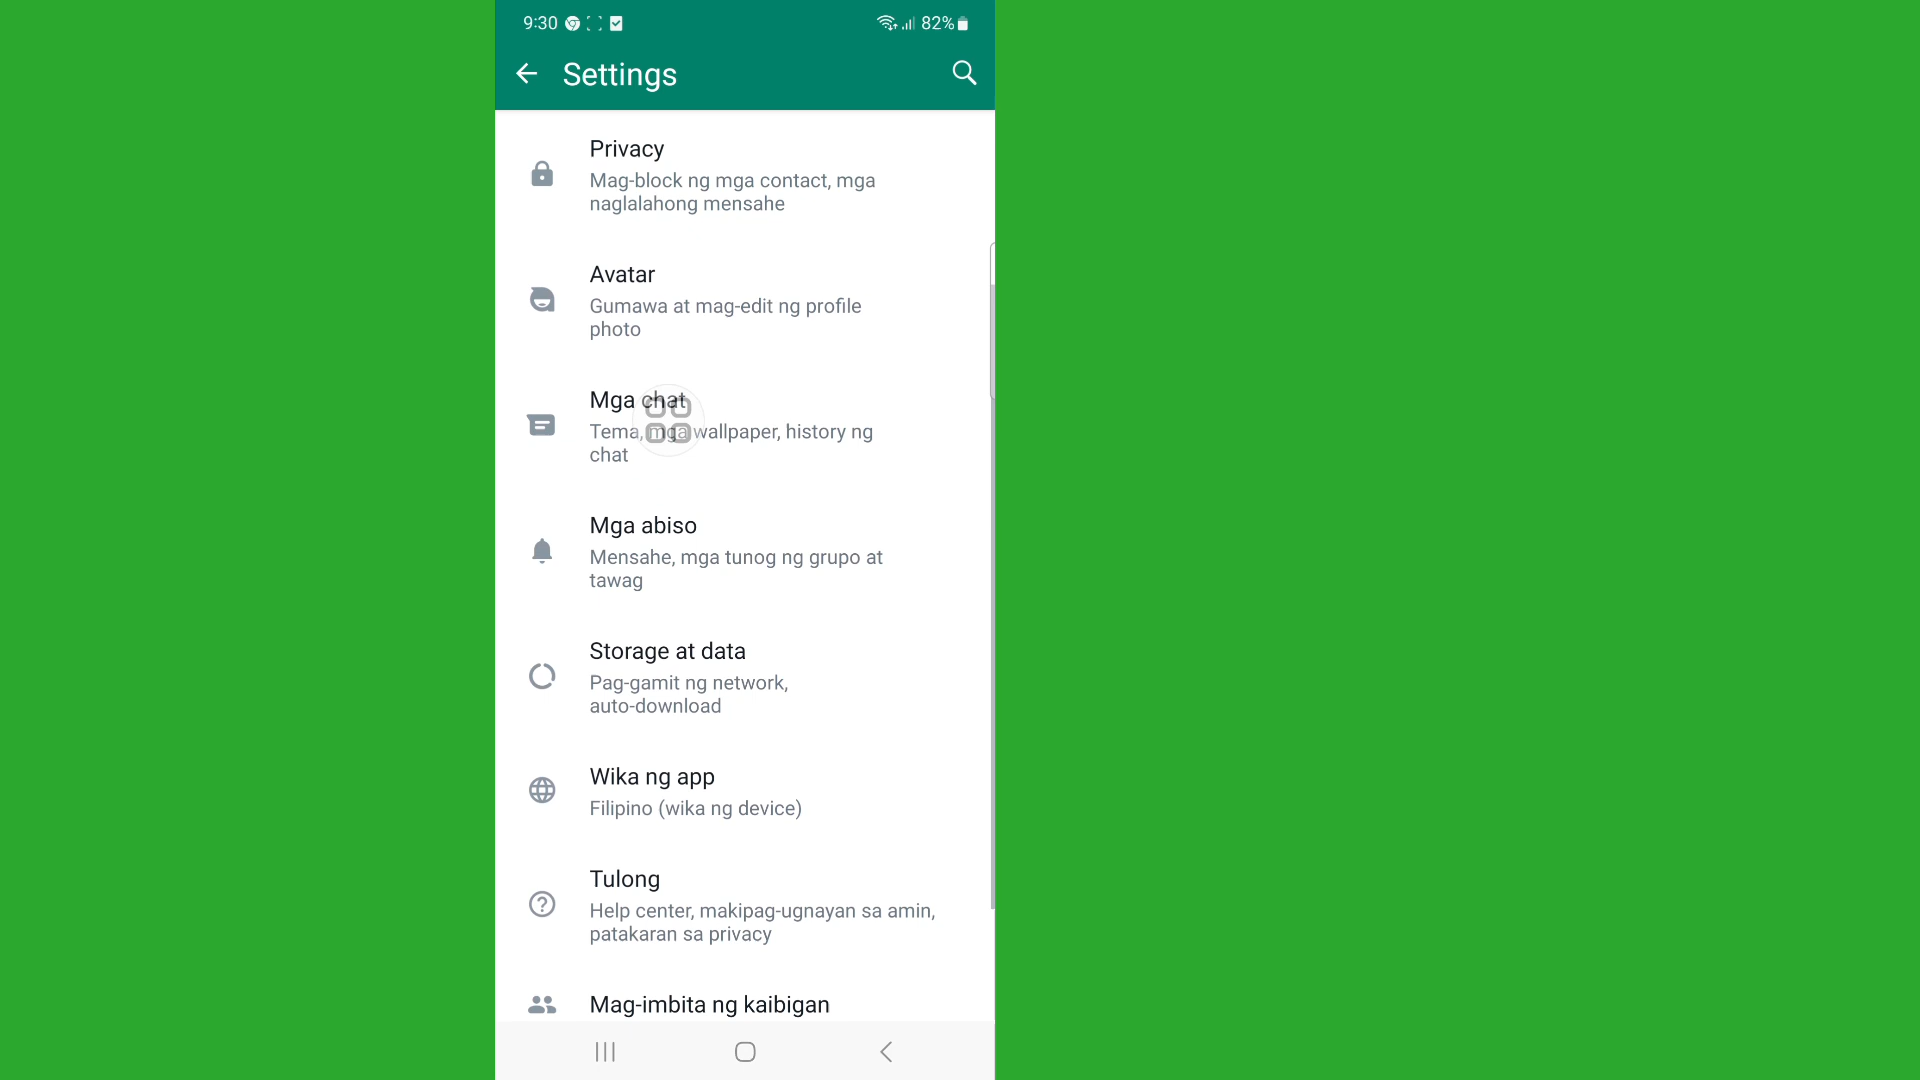 9:30
82%
Settings
Privacy
Mag-block ng mga contact, mga
naglalahong mensahe
Avatar
Gumawa at mag-edit ng profile
photo
Mga chat
Tema, mga wallpaper, history ng
chat
Mga abiso
Mensahe, mga tunog ng grupo at
tawag
Storage at data
Pag-gamit ng network,
auto-download
Wika ng app
Filipino (wika ng device)
Tulong
Help center, makipag-ugnayan sa amin,
patakaran sa privacy
Mag-imbita ng kaibigan